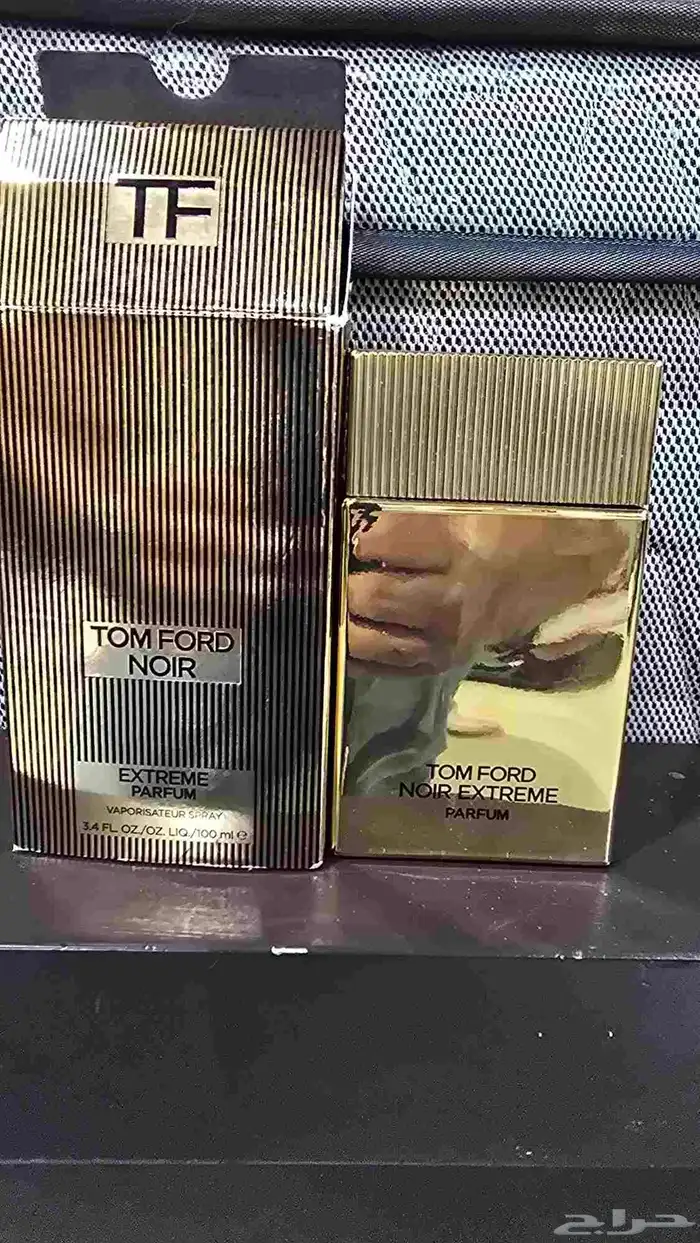 TF
TOM FORD
NOIR
EXTREME
PARFUM
VAPORISATEUR SPRAY
3.4 FL. OZ./OZ. LIQ./100 ml ℮
TOM FORD
NOIR EXTREME
PARFUM
حراج